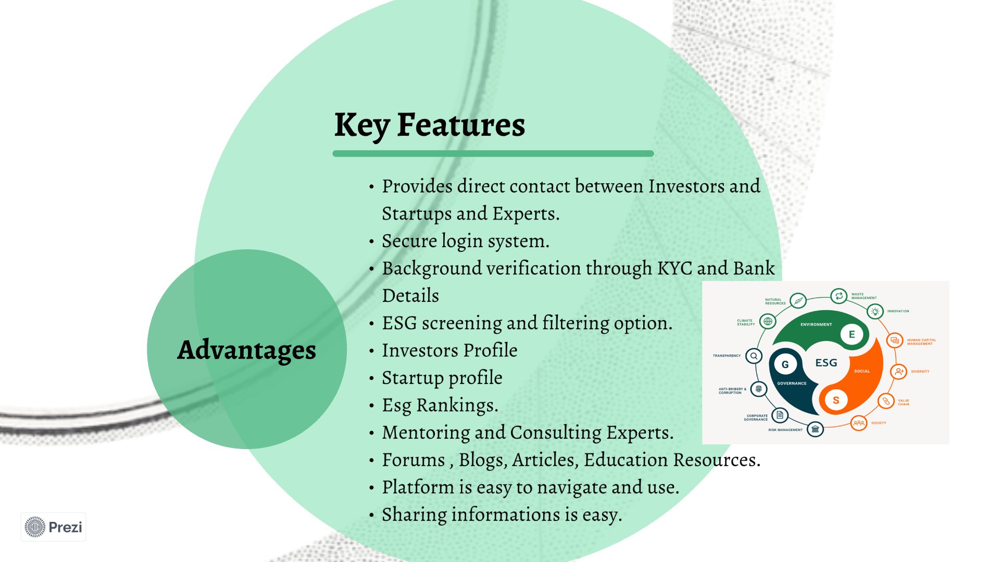 Key Features
• Provides direct contact between Investors and
Startups and Experts.
• Secure login system.
• Background verification through KYC and Bank
Details
• ESG screening and filtering option.
• Investors Profile
• Startup profile
• Esg Rankings.
• Mentoring and Consulting Experts.
• Forums , Blogs, Articles, Education Resources.
• Platform is easy to navigate and use.
• Sharing informations is easy.
Advantages
NATURAL
RESOURCES
WASTE
MANAGEMENT
INNOVATION
CLIMATE
STABILITY
ENVIRONMENT
E
HUMAN CAPITAL
MANAGEMENT
TRANSPARENCY
G
ESG
SOCIAL
DIVERSITY
GOVERNANCE
ANTI-BRIBERY &
CORRUPTION
S
VALUE
CHAIN
CORPORATE
GOVERNANCE
SOCIETY
RISK MANAGEMENT
Prezi